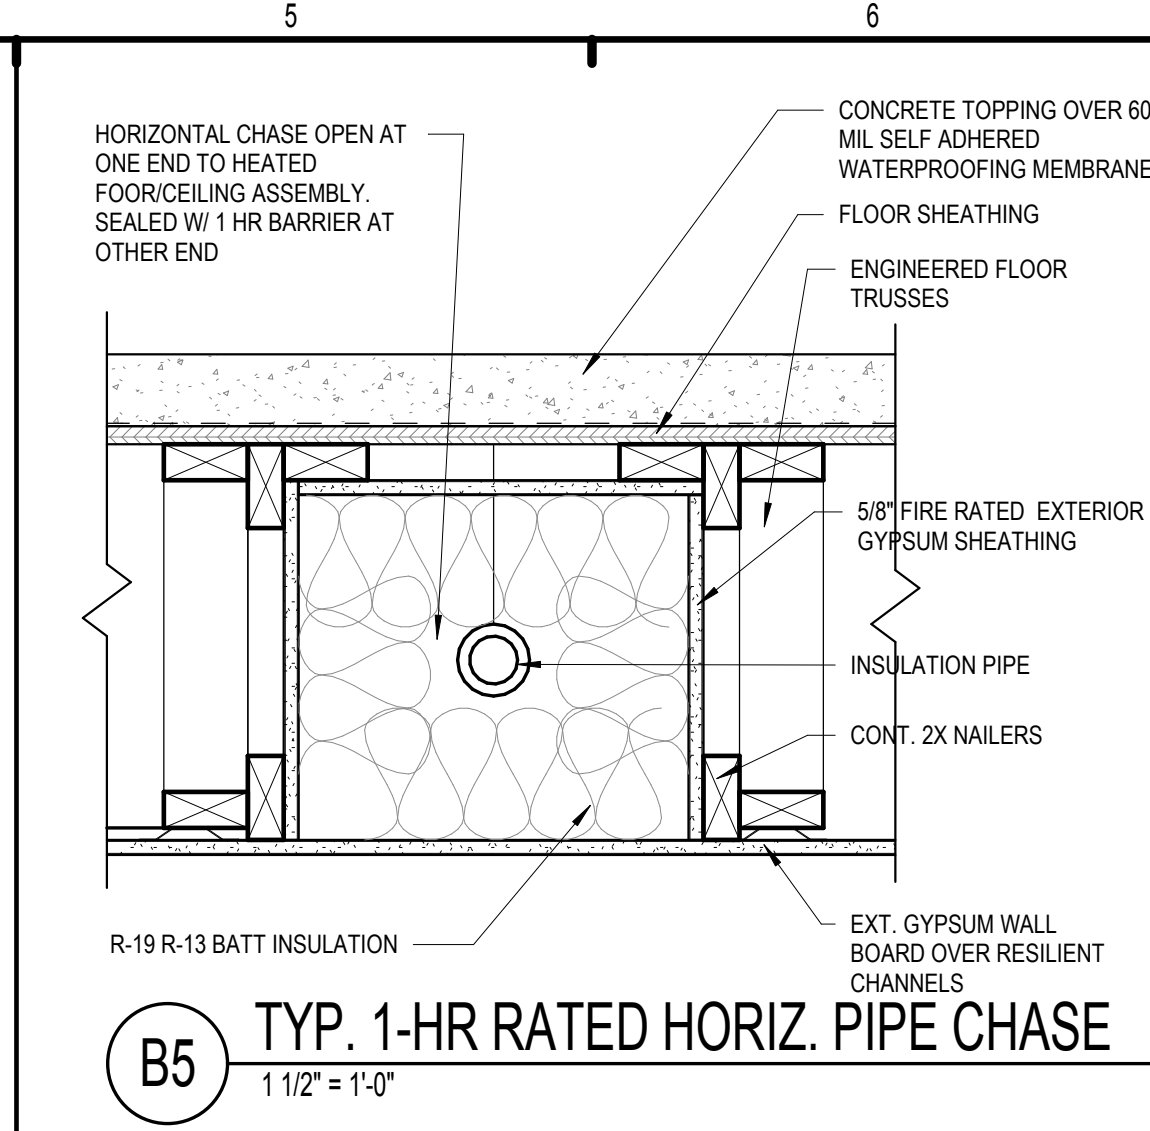 5
6
HORIZONTAL CHASE OPEN AT
ONE END TO HEATED
FOOR/CEILING ASSEMBLY.
SEALED W/ 1 HR BARRIER AT
OTHER END
CONCRETE TOPPING OVER 60
MIL SELF ADHERED
WATERPROOFING MEMBRANE
FLOOR SHEATHING
ENGINEERED FLOOR
TRUSSES
5/8" FIRE RATED EXTERIOR
GYPSUM SHEATHING
INSULATION PIPE
CONT. 2X NAILERS
EXT. GYPSUM WALL
BOARD OVER RESILIENT
CHANNELS
R-19 R-13 BATT INSULATION
B5
TYP. 1-HR RATED HORIZ. PIPE CHASE
1 1/2" = 1'-0"